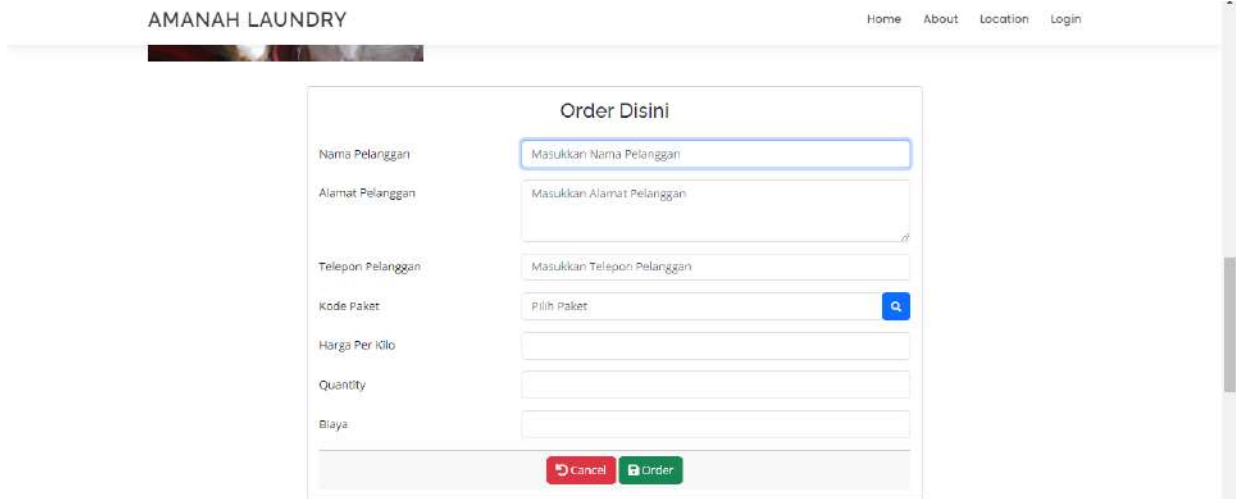 AMANAH LAUNDRY Home About Location Login
Order Disini
Nama Pelanggan Masukkan Nama Pelanggan
Alamat Pelanggan Masukkan Alamat Pelanggan
Telepon Pelanggan Masukkan Telepon Pelanggan
Kode Paket Pilih Paket
Harga Per Kilo
Quantity
Biaya
Cancel Order